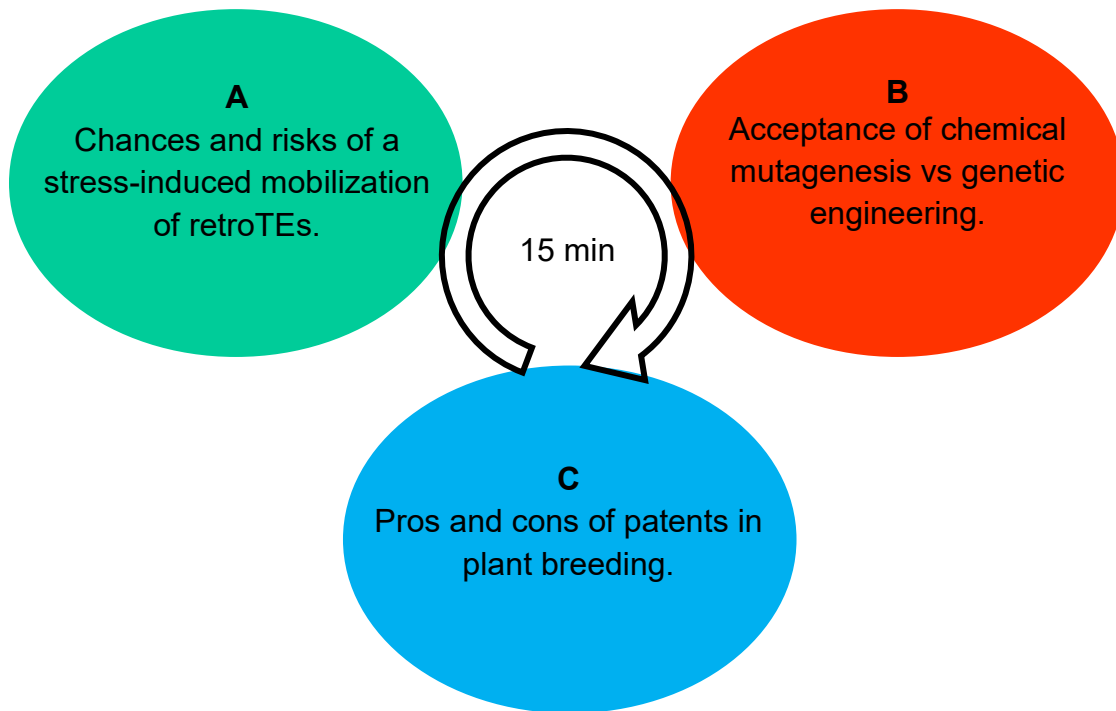 A
Chances and risks of a
stress-induced mobilization
of retroTEs.
B
Acceptance of chemical
mutagenesis vs genetic
engineering.
15 min
C
Pros and cons of patents in
plant breeding.